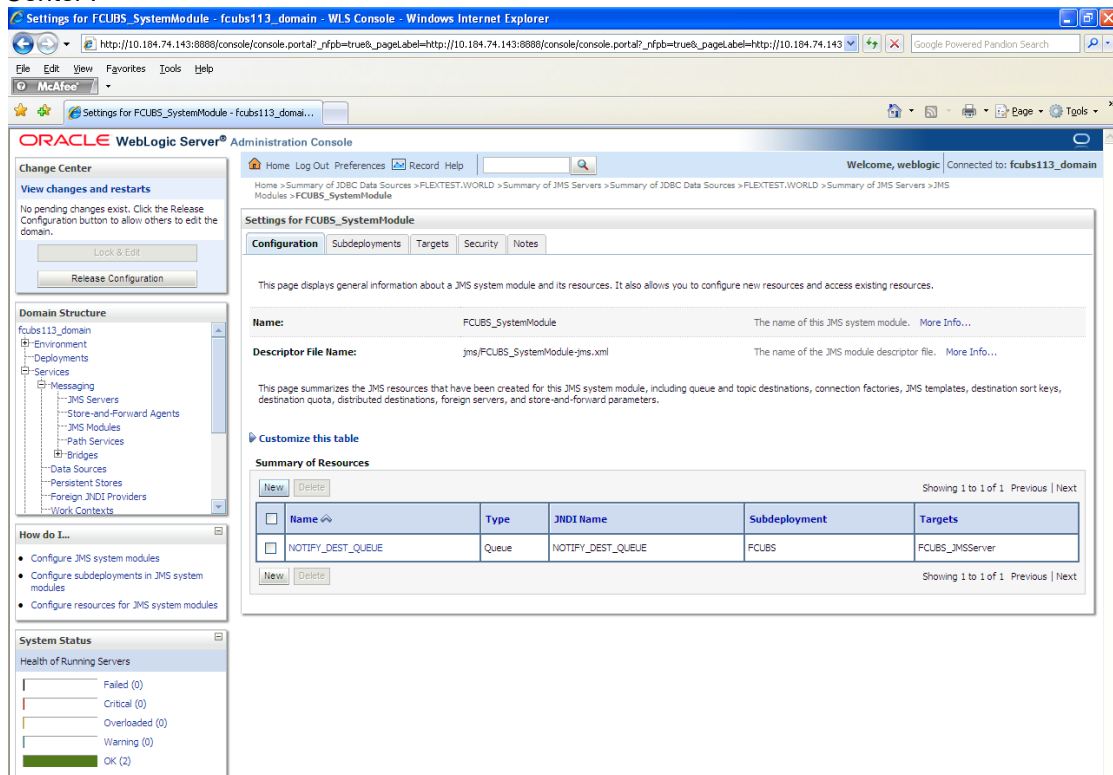 Settings for FCUBS_SystemModule - fcubs113_domain - WLS Console - Windows Internet Explorer
http://10.184.74.143:8888/console/console.portal?_nfpb=true&_pageLabel=http://10.184.74.143:8888/console/console.portal?_nfpb=true&_pageLabel=http://10.184.74.143
Google Powered Pandion Search
File Edit View Favorites Tools Help
McAfee
Settings for FCUBS_SystemModule - fcubs113_domai...
Page Tools
ORACLE WebLogic Server® Administration Console
Change Center
View changes and restarts
No pending changes exist. Click the Release
Configuration button to allow others to edit the
domain.
Lock & Edit
Release Configuration
Domain Structure
fcubs113_domain
Environment
Deployments
Services
Messaging
JMS Servers
Store-and-Forward Agents
JMS Modules
Path Services
Bridges
Data Sources
Persistent Stores
Foreign JNDI Providers
Work Contexts
How do I...
Configure JMS system modules
Configure subdeployments in JMS system
modules
Configure resources for JMS system modules
System Status
Health of Running Servers
Failed (0)
Critical (0)
Overloaded (0)
Warning (0)
OK (2)
Home Log Out Preferences Record Help
Welcome, weblogic Connected to: fcubs113_domain
Home >Summary of JDBC Data Sources >FLEXTEST.WORLD >Summary of JMS Servers >Summary of JDBC Data Sources >FLEXTEST.WORLD >Summary of JMS Servers >JMS
Modules >FCUBS_SystemModule
Settings for FCUBS_SystemModule
Configuration Subdeployments Targets Security Notes
This page displays general information about a JMS system module and its resources. It also allows you to configure new resources and access existing resources.
Name: FCUBS_SystemModule The name of this JMS system module. More Info...
Descriptor File Name: jms/FCUBS_SystemModule-jms.xml The name of the JMS module descriptor file. More Info...
This page summarizes the JMS resources that have been created for this JMS system module, including queue and topic destinations, connection factories, JMS templates, destination sort keys,
destination quota, distributed destinations, foreign servers, and store-and-forward parameters.
Customize this table
Summary of Resources
New Delete Showing 1 to 1 of 1 Previous | Next
Name Type JNDI Name Subdeployment Targets
NOTIFY_DEST_QUEUE Queue NOTIFY_DEST_QUEUE FCUBS FCUBS_JMSServer
New Delete Showing 1 to 1 of 1 Previous | Next